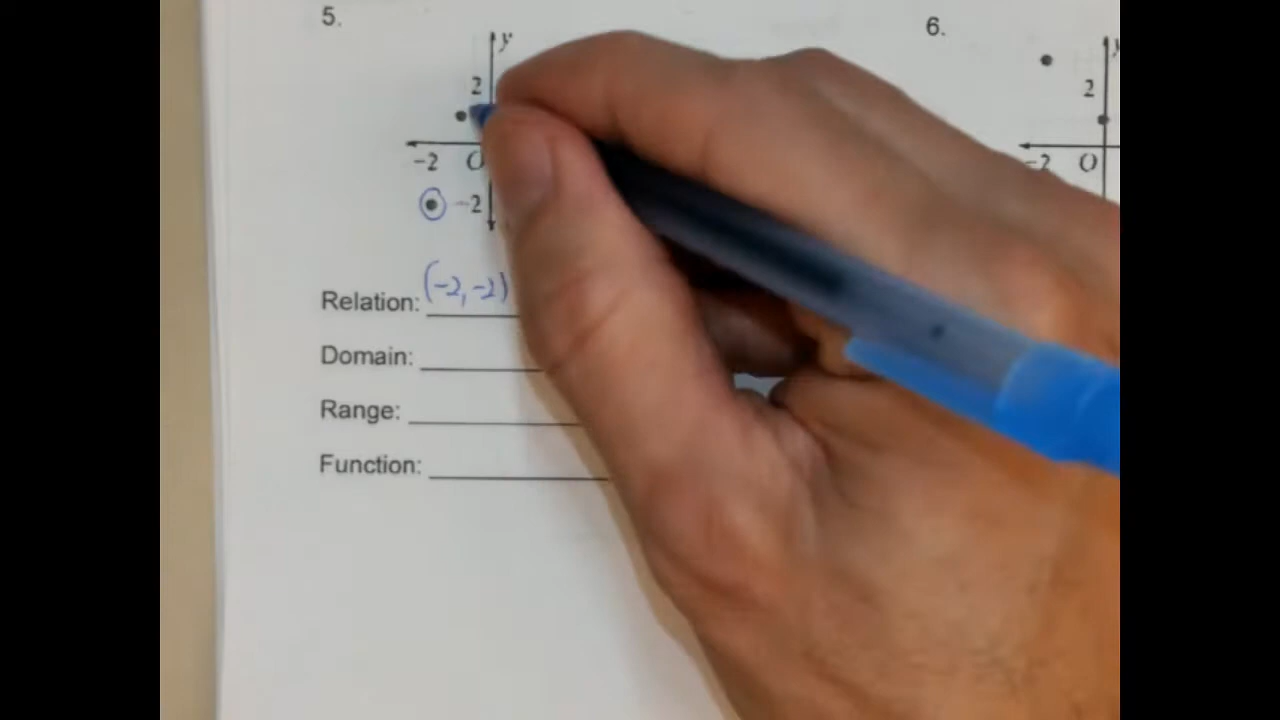 5.
6.
y
y
2
2
-2 O
-2 O
-2
Relation: (-2, -2)
Domain:
Range:
Function: